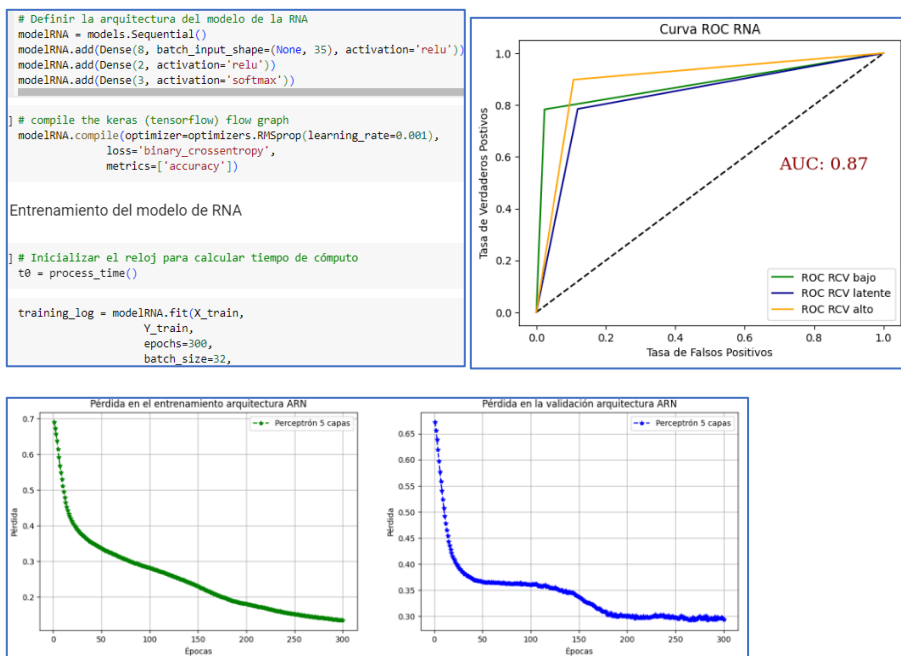 # Definir la arquitectura del modelo de la RNA
modelRNA = models.Sequential()
modelRNA.add(Dense(8, batch_input_shape=(None, 35), activation='relu'))
modelRNA.add(Dense(2, activation='relu'))
modelRNA.add(Dense(3, activation='softmax'))
] # compile the keras (tensorflow) flow graph
modelRNA.compile(optimizer=optimizers.RMSprop(learning_rate=0.001),
loss='binary_crossentropy',
metrics=['accuracy'])
Entrenamiento del modelo de RNA
] # Inicializar el reloj para calcular tiempo de cómputo
t0 = process_time()
training_log = modelRNA.fit(X_train,
Y_train,
epochs=300,
batch_size=32,
Curva ROC RNA
Tasa de Verdaderos Postivos
1.0
0.8
0.6
0.4
0.2
0.0
AUC: 0.87
ROC RCV bajo
ROC RCV latente
ROC RCV alto
0.0 0.2 0.4 0.6 0.8 1.0
Tasa de Falsos Positivos
Pérdida en el entrenamiento arquitectura ARN
Pérdida
0.7
0.6
0.5
0.4
0.3
0.2
Perceptrón 5 capas
0 50 100 150 200 250 300
Épocas
Pérdida en la validación arquitectura ARN
Pérdida
0.65
0.60
0.55
0.50
0.45
0.40
0.35
0.30
Perceptrón 5 capas
0 50 100 150 200 250 300
Épocas